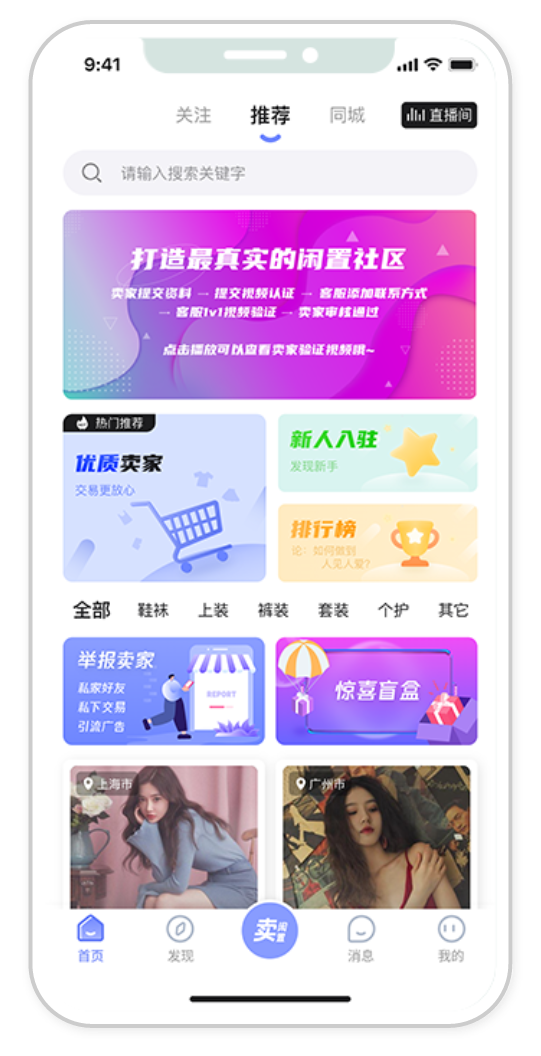 9:41
关注 推荐 同城 直播间
请输入搜索关键字
打造最真实的闲置社区
卖家提交资料 → 提交视频认证 → 客服添加联系方式
→ 客服1v1视频验证 → 卖家审核通过
点击播放可以查看卖家验证视频哦~
热门推荐
优质卖家
交易更放心
新人入驻
发现新手
排行榜
论：如何做到
人见人爱?
全部 鞋袜 上装 裤装 套装 个护 其它
举报卖家
私家好友
私下交易
引流广告
REPORT
惊喜盲盒
上海市
广州市
首页 发现 卖闲置 消息 我的